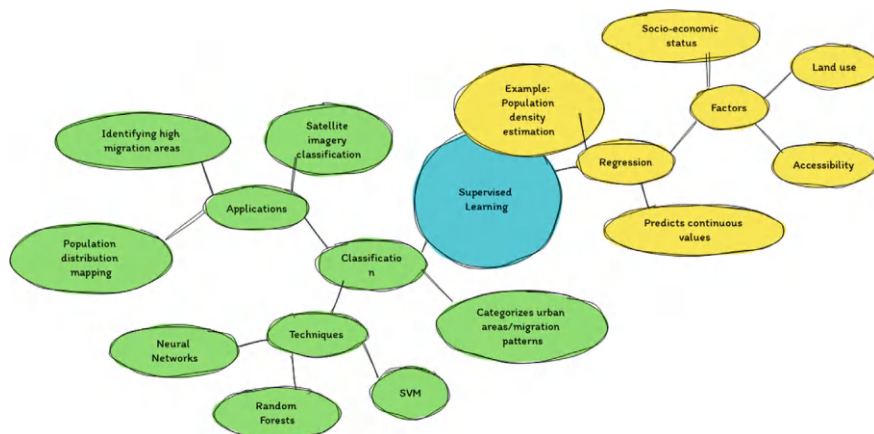 Socio-economic
status
Land use
Example:
Population
density
estimation
Factors
Identifying high
migration areas
Satellite
imagery
classification
Regression
Accessibility
Supervised
Learning
Applications
Predicts continuous
values
Population
distribution
mapping
Classificatio
n
Categorizes urban
areas/migration
patterns
Techniques
Neural
Networks
SVM
Random
Forests